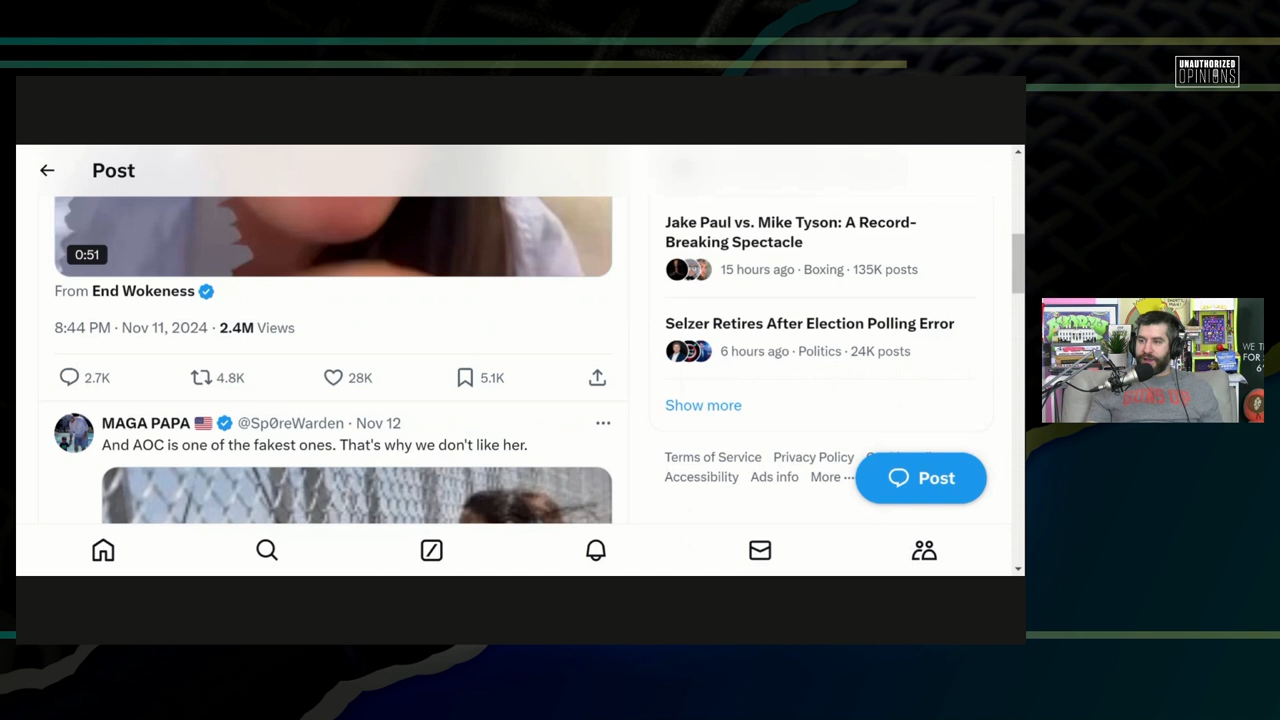 UNAUTHORIZED
OPINIONS
Post
0:51
From End Wokeness
8:44 PM · Nov 11, 2024 · 2.4M Views
2.7K
4.8K
28K
5.1K
MAGA PAPA 🇺🇸 @Sp0reWarden · Nov 12
And AOC is one of the fakest ones. That's why we don't like her.
Jake Paul vs. Mike Tyson: A Record-
Breaking Spectacle
15 hours ago · Boxing · 135K posts
Selzer Retires After Election Polling Error
6 hours ago · Politics · 24K posts
Show more
Terms of Service Privacy Policy
Accessibility Ads info More ···
Post
WE
FOR